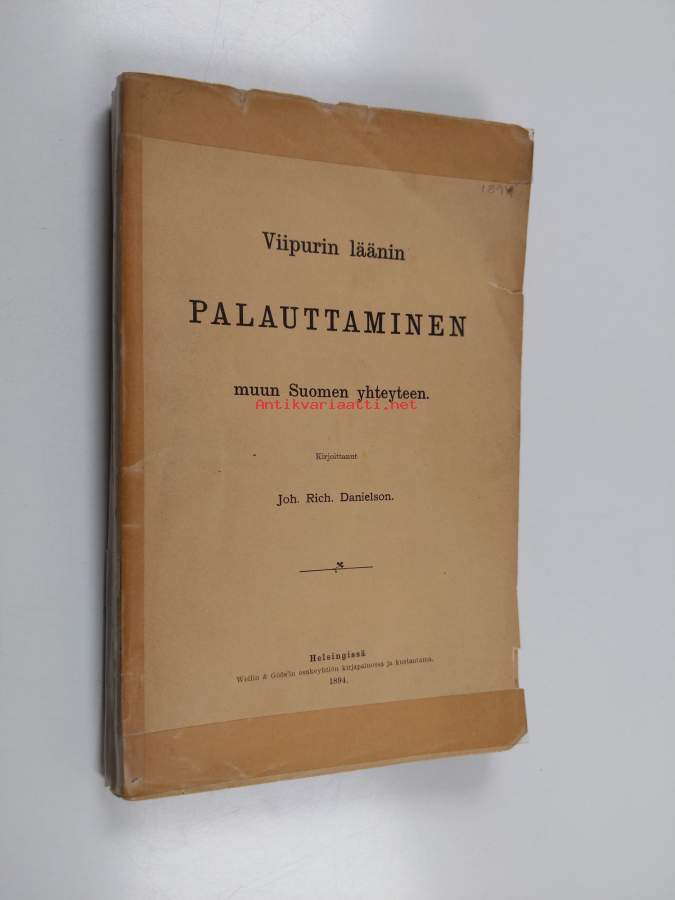 1894
Viipurin läänin
PALAUTTAMINEN
muun Suomen yhteyteen.
Antikvariaatti.net
Kirjoittanut
Joh. Rich. Danielson.
Helsingissä
Weilin & Göös'in osakeyhtiön kirjapainossa ja kustantama.
1894.